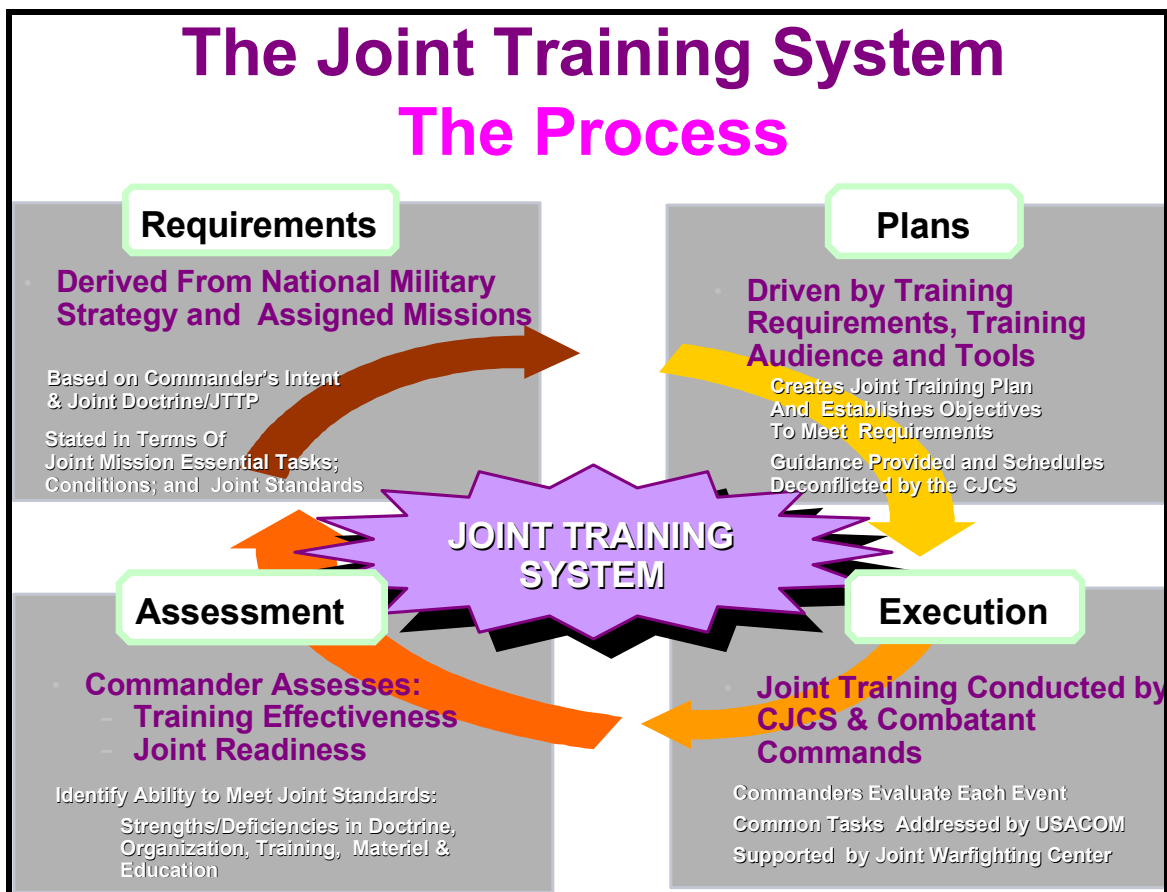 The Joint Training System
The Process
Requirements
• Derived From National Military
Strategy and Assigned Missions
Based on Commander's Intent
& Joint Doctrine/JTTP
Stated in Terms Of
Joint Mission Essential Tasks;
Conditions; and Joint Standards
Plans
• Driven by Training
Requirements, Training
Audience and Tools
Creates Joint Training Plan
And Establishes Objectives
To Meet Requirements
Guidance Provided and Schedules
Deconflicted by the CJCS
JOINT TRAINING
SYSTEM
Assessment
• Commander Assesses:
– Training Effectiveness
– Joint Readiness
Identify Ability to Meet Joint Standards:
Strengths/Deficiencies in Doctrine,
Organization, Training, Materiel &
Education
Execution
• Joint Training Conducted by
CJCS & Combatant
Commands
Commanders Evaluate Each Event
Common Tasks Addressed by USACOM
Supported by Joint Warfighting Center